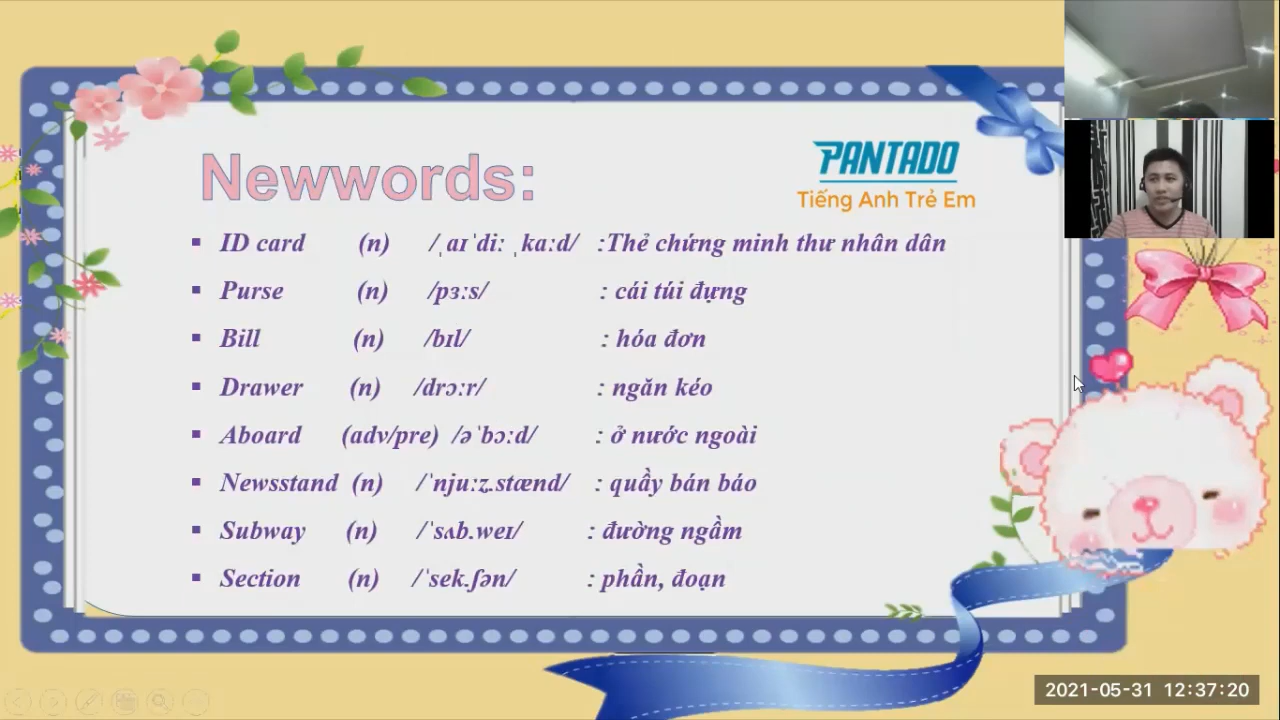 Newwords:
PANTADO
Tiếng Anh Trẻ Em
▪ ID card (n) /ˌaɪˈdiː ˌkaːd/ :Thẻ chứng minh thư nhân dân
▪ Purse (n) /pɜːs/ : cái túi đựng
▪ Bill (n) /bɪl/ : hóa đơn
▪ Drawer (n) /drɔːr/ : ngăn kéo
▪ Aboard (adv/pre) /əˈbɔːd/ : ở nước ngoài
▪ Newsstand (n) /ˈnjuːz.stænd/ : quầy bán báo
▪ Subway (n) /ˈsʌb.weɪ/ : đường ngầm
▪ Section (n) /ˈsek.ʃən/ : phần, đoạn
2021-05-31 12:37:20